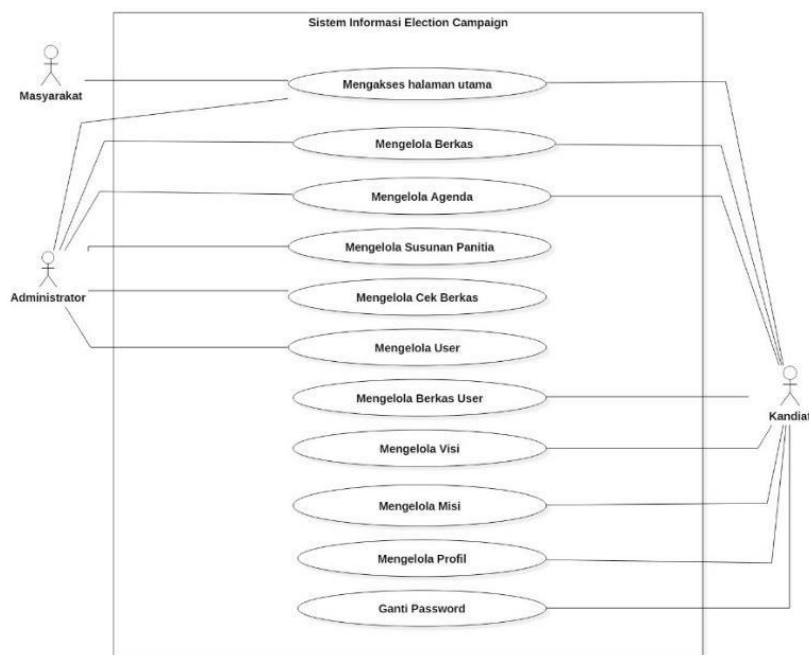 Sistem Informasi Election Campaign
Masyarakat
Mengakses halaman utama
Mengelola Berkas
Mengelola Agenda
Mengelola Susunan Panitia
Administrator
Mengelola Cek Berkas
Mengelola User
Mengelola Berkas User
Kandiat
Mengelola Visi
Mengelola Misi
Mengelola Profil
Ganti Password